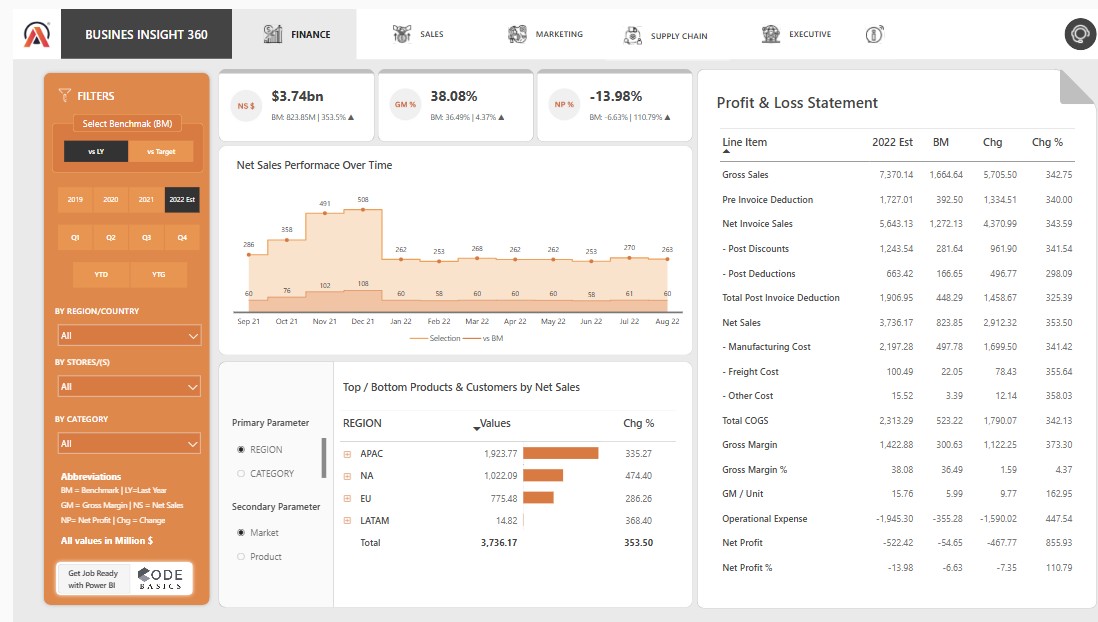 BUSINES INSIGHT 360
FINANCE
SALES
MARKETING
SUPPLY CHAIN
EXECUTIVE
FILTERS
Select Benchmak (BM)
vs LY
vs Target
2019 2020 2021 2022 Est
Q1 Q2 Q3 Q4
YTD YTG
BY REGION/COUNTRY
All
BY STORES/(S)
All
BY CATEGORY
All
Abbreviations
BM = Benchmark | LY=Last Year
GM = Gross Margin | NS = Net Sales
NP= Net Profit | Chg = Change
All values in Million $
Get Job Ready
with Power BI
CODE
BASICS
NS $
$3.74bn
BM: 823.85M | 353.5% ▲
GM %
38.08%
BM: 36.49% | 4.37% ▲
NP %
-13.98%
BM: -6.63% | 110.79% ▲
Net Sales Performace Over Time
286 358 491 508 262 253 268 262 262 253 270 263
60 76 102 108 60 58 60 60 60 58 61 60
Sep 21 Oct 21 Nov 21 Dec 21 Jan 22 Feb 22 Mar 22 Apr 22 May 22 Jun 22 Jul 22 Aug 22
Selection vs BM
Primary Parameter
REGION
CATEGORY
Secondary Parameter
Market
Product
Top / Bottom Products & Customers by Net Sales
REGION Values Chg %
APAC 1,923.77 335.27
NA 1,022.09 474.40
EU 775.48 286.26
LATAM 14.82 368.40
Total 3,736.17 353.50
Profit & Loss Statement
Line Item 2022 Est BM Chg Chg %
Gross Sales 7,370.14 1,664.64 5,705.50 342.75
Pre Invoice Deduction 1,727.01 392.50 1,334.51 340.00
Net Invoice Sales 5,643.13 1,272.13 4,370.99 343.59
- Post Discounts 1,243.54 281.64 961.90 341.54
- Post Deductions 663.42 166.65 496.77 298.09
Total Post Invoice Deduction 1,906.95 448.29 1,458.67 325.39
Net Sales 3,736.17 823.85 2,912.32 353.50
- Manufacturing Cost 2,197.28 497.78 1,699.50 341.42
- Freight Cost 100.49 22.05 78.43 355.64
- Other Cost 15.52 3.39 12.14 358.03
Total COGS 2,313.29 523.22 1,790.07 342.13
Gross Margin 1,422.88 300.63 1,122.25 373.30
Gross Margin % 38.08 36.49 1.59 4.37
GM / Unit 15.76 5.99 9.77 162.95
Operational Expense -1,945.30 -355.28 -1,590.02 447.54
Net Profit -522.42 -54.65 -467.77 855.93
Net Profit % -13.98 -6.63 -7.35 110.79